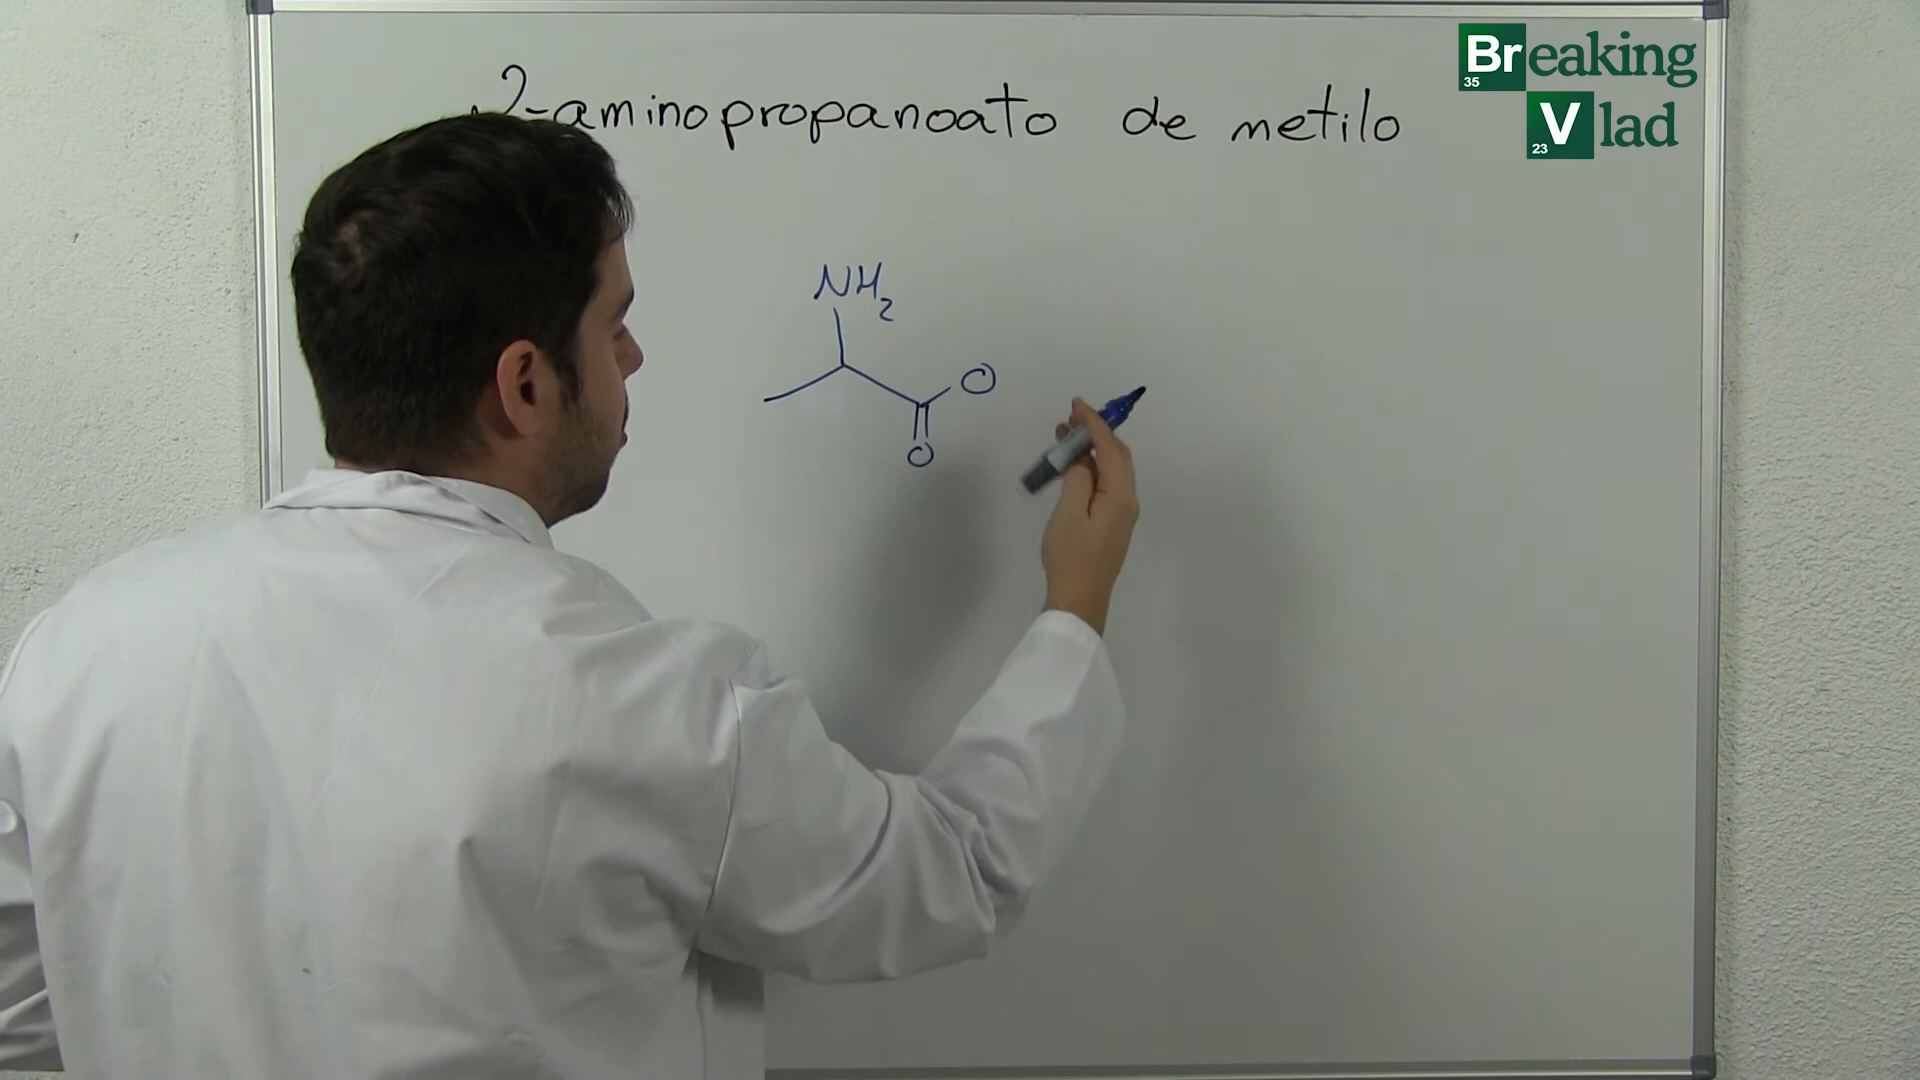 2-aminopropanoato de metilo
Breaking
35
Vlad
23
NH2
O
O